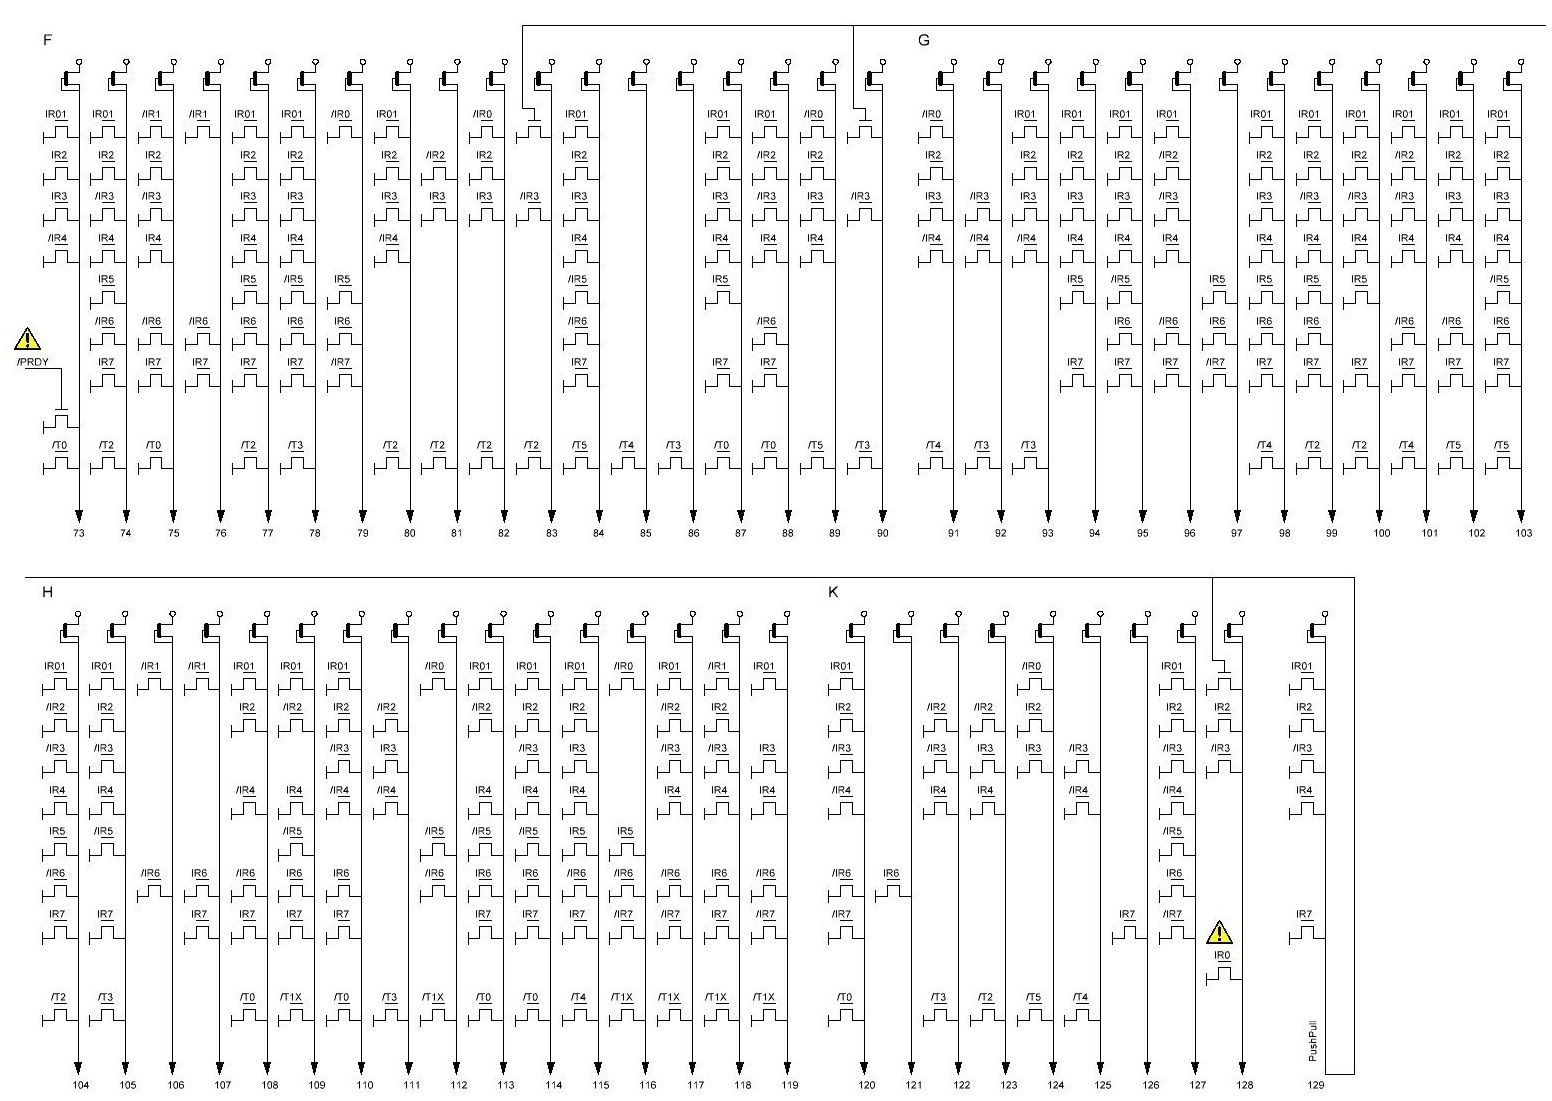 F G
IR01 IR01 /IR1 /IR1 IR01 IR01 /IR0 IR01 /IR0 IR01 IR01 IR01 /IR0 /IR0 IR01 IR01 IR01 IR01 IR01 IR01 IR01 IR01 IR01 IR01
IR2 IR2 IR2 IR2 IR2 IR2 /IR2 IR2 IR2 IR2 /IR2 IR2 IR2 IR2 IR2 IR2 /IR2 IR2 IR2 IR2 /IR2 /IR2 IR2
IR3 /IR3 /IR3 IR3 IR3 IR3 IR3 IR3 /IR3 IR3 IR3 /IR3 IR3 /IR3 IR3 /IR3 IR3 /IR3 IR3 /IR3 IR3 IR3 /IR3 /IR3 /IR3 IR3
/IR4 IR4 IR4 IR4 IR4 /IR4 IR4 IR4 IR4 IR4 /IR4 /IR4 /IR4 IR4 IR4 IR4 IR4 IR4 IR4 IR4 IR4 IR4
IR5 IR5 /IR5 IR5 /IR5 IR5 IR5 /IR5 IR5 IR5 IR5 IR5 /IR5
/IR6 /IR6 /IR6 IR6 IR6 IR6 /IR6 /IR6 IR6 /IR6 IR6 IR6 IR6 /IR6 /IR6 IR6
/PRDY IR7 IR7 IR7 IR7 IR7 /IR7 IR7 IR7 IR7 IR7 IR7 IR7 /IR7 IR7 IR7 IR7 IR7 IR7 IR7
/T0 /T2 /T0 /T2 /T3 /T2 /T2 /T2 /T2 /T5 /T4 /T3 /T0 /T0 /T5 /T3 /T4 /T3 /T3 /T4 /T2 /T2 /T4 /T5 /T5
73 74 75 76 77 78 79 80 81 82 83 84 85 86 87 88 89 90 91 92 93 94 95 96 97 98 99 100 101 102 103
H K
IR01 IR01 /IR1 /IR1 IR01 IR01 IR01 /IR0 IR01 IR01 IR01 /IR0 IR01 /IR1 IR01 IR01 /IR0 IR01 IR01
/IR2 IR2 IR2 /IR2 IR2 /IR2 /IR2 IR2 IR2 /IR2 IR2 IR2 /IR2 /IR2 IR2 IR2 IR2 IR2
/IR3 /IR3 /IR3 IR3 /IR3 IR3 /IR3 /IR3 IR3 /IR3 /IR3 IR3 IR3 /IR3 /IR3 /IR3 /IR3
IR4 IR4 /IR4 IR4 /IR4 /IR4 IR4 IR4 IR4 IR4 IR4 IR4 /IR4 IR4 IR4 /IR4 /IR4 IR4
IR5 /IR5 /IR5 /IR5 /IR5 /IR5 IR5 IR5 /IR5
/IR6 /IR6 IR6 /IR6 IR6 IR6 /IR6 IR6 IR6 /IR6 /IR6 /IR6 IR6 /IR6 /IR6 IR6 IR6
IR7 IR7 IR7 IR7 IR7 IR7 IR7 IR7 IR7 /IR7 /IR7 IR7 /IR7 /IR7 IR7 /IR7 IR7
IR0
/T2 /T3 /T0 /T1X /T0 /T3 /T1X /T0 /T0 /T4 /T1X /T1X /T1X /T1X /T0 /T3 /T2 /T5 /T4
PushPull
104 105 106 107 108 109 110 111 112 113 114 115 116 117 118 119 120 121 122 123 124 125 126 127 128 129